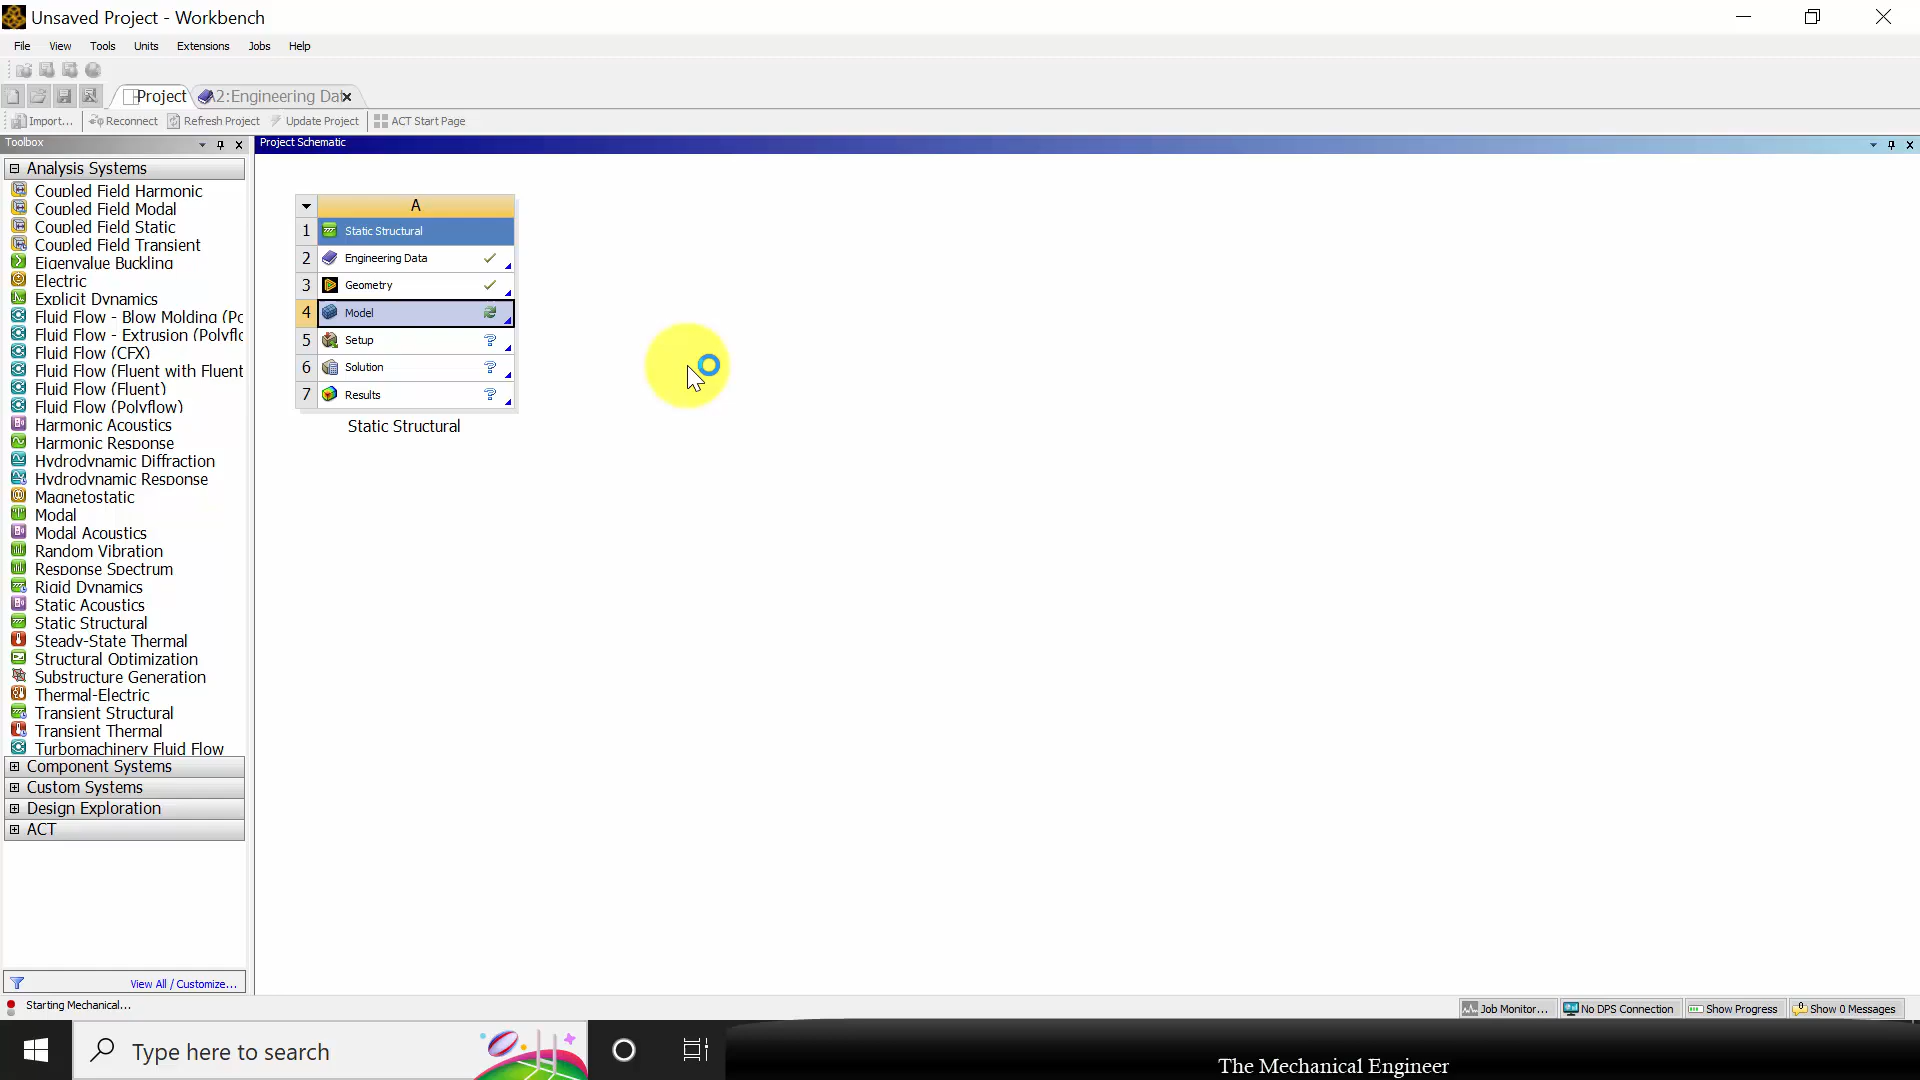 Unsaved Project - Workbench
File View Tools Units Extensions Jobs Help
Project A2:Engineering Dat
Import... Reconnect Refresh Project Update Project ACT Start Page
Toolbox
Project Schematic
Analysis Systems
Coupled Field Harmonic
Coupled Field Modal
Coupled Field Static
Coupled Field Transient
Eigenvalue Buckling
Electric
Explicit Dynamics
Fluid Flow - Blow Molding (Pc
Fluid Flow - Extrusion (Polyflc
Fluid Flow (CFX)
Fluid Flow (Fluent with Fluent
Fluid Flow (Fluent)
Fluid Flow (Polyflow)
Harmonic Acoustics
Harmonic Response
Hydrodynamic Diffraction
Hydrodynamic Response
Magnetostatic
Modal
Modal Acoustics
Random Vibration
Response Spectrum
Rigid Dynamics
Static Acoustics
Static Structural
Steady-State Thermal
Structural Optimization
Substructure Generation
Thermal-Electric
Transient Structural
Transient Thermal
Turbomachinery Fluid Flow
Component Systems
Custom Systems
Design Exploration
ACT
View All / Customize...
A
1 Static Structural
2 Engineering Data
3 Geometry
4 Model
5 Setup ?
6 Solution ?
7 Results ?
Static Structural
Starting Mechanical...
Job Monitor... No DPS Connection Show Progress Show 0 Messages
Type here to search
The Mechanical Engineer